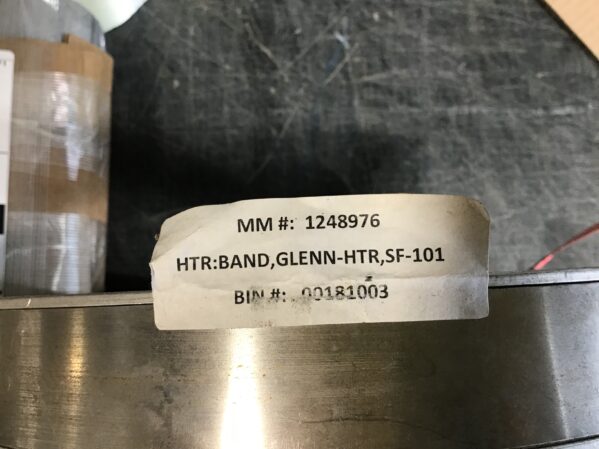 MM #: 1248976
HTR:BAND,GLENN-HTR,SF-101
BIN #: 00181003